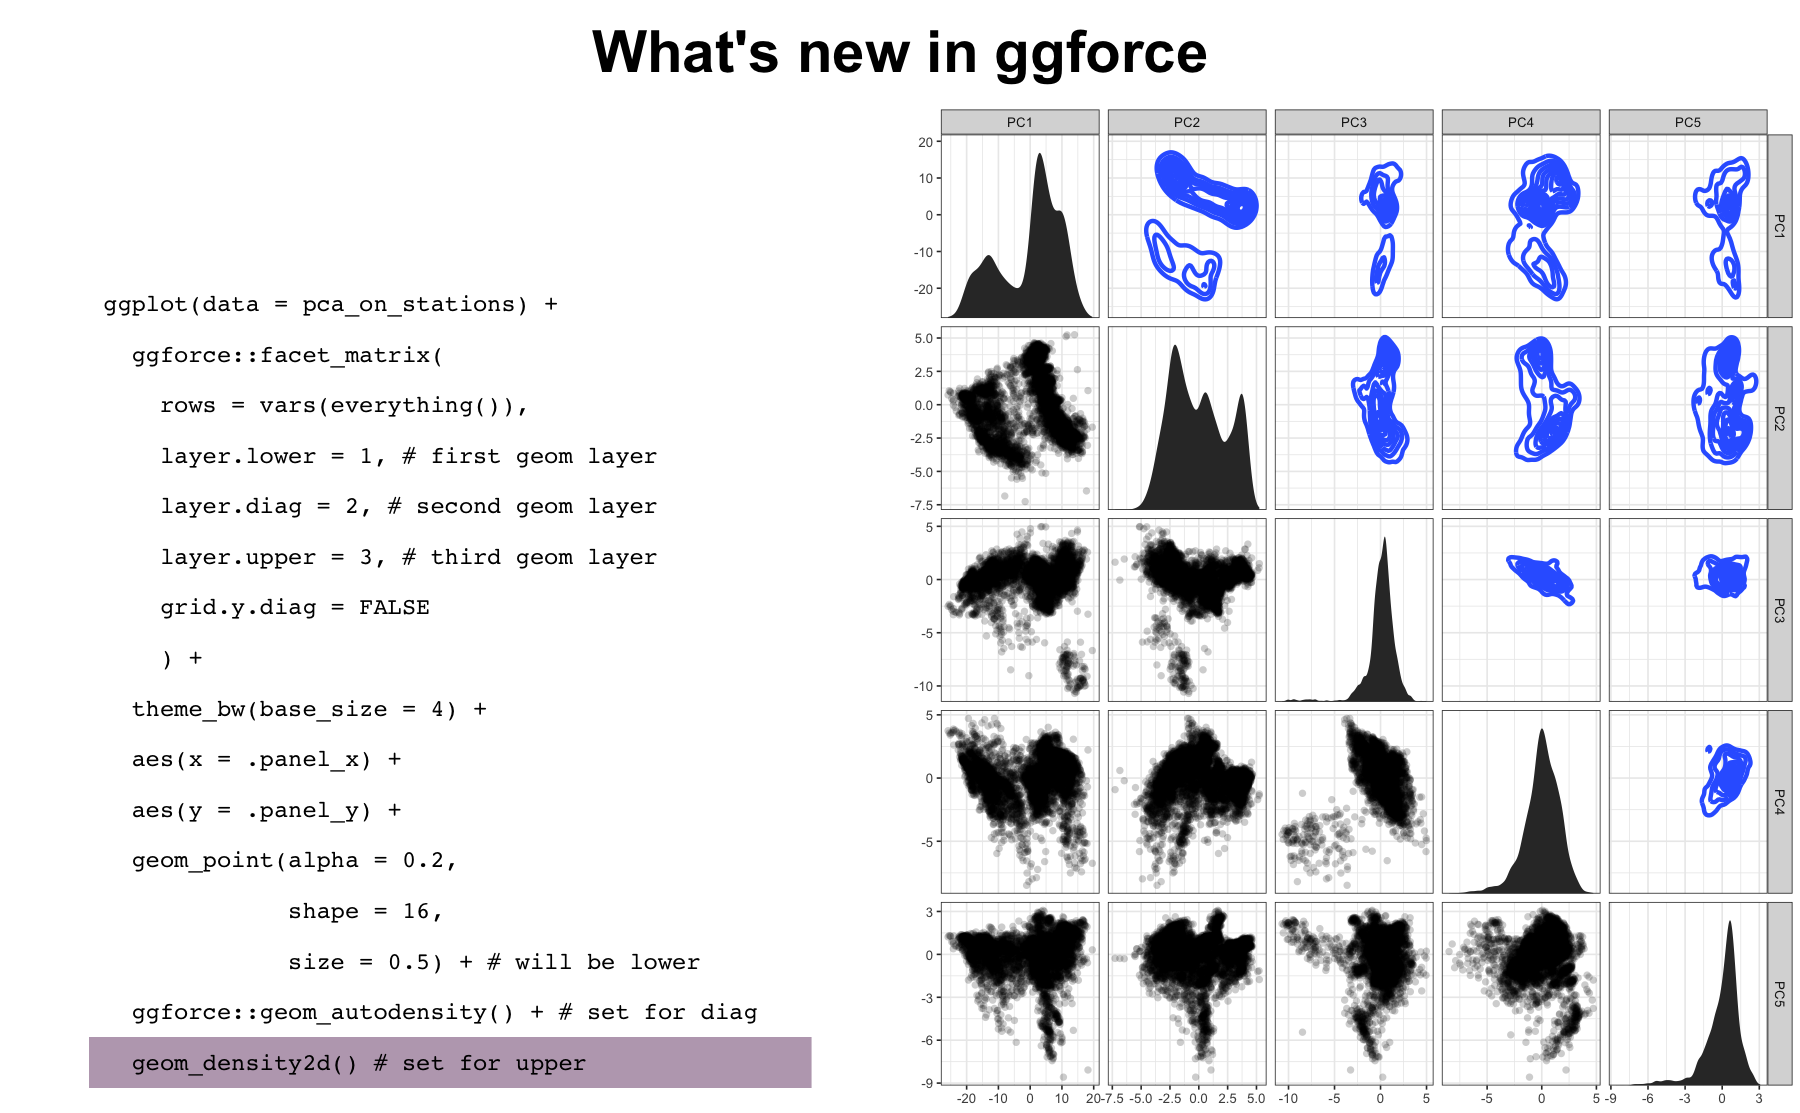 What's new in ggforce
ggplot(data = pca_on_stations) +
ggforce::facet_matrix(
rows = vars(everything()),
layer.lower = 1, # first geom layer
layer.diag = 2, # second geom layer
layer.upper = 3, # third geom layer
grid.y.diag = FALSE
) +
theme_bw(base_size = 4) +
aes(x = .panel_x) +
aes(y = .panel_y) +
geom_point(alpha = 0.2,
shape = 16,
size = 0.5) + # will be lower
ggforce::geom_autodensity() + # set for diag
geom_density2d() # set for upper
PC1 PC2 PC3 PC4 PC5
20
10
0
-10
-20
PC1
5.0
2.5
0.0
-2.5
-5.0
-7.5
PC2
5
0
-5
-10
PC3
5
0
-5
PC4
3
0
-3
-6
-9
PC5
-20 -10 0 10 20 -7.5 -5.0 -2.5 0.0 2.5 5.0 -10 -5 0 5 -5 0 5 -9 -6 -3 0 3